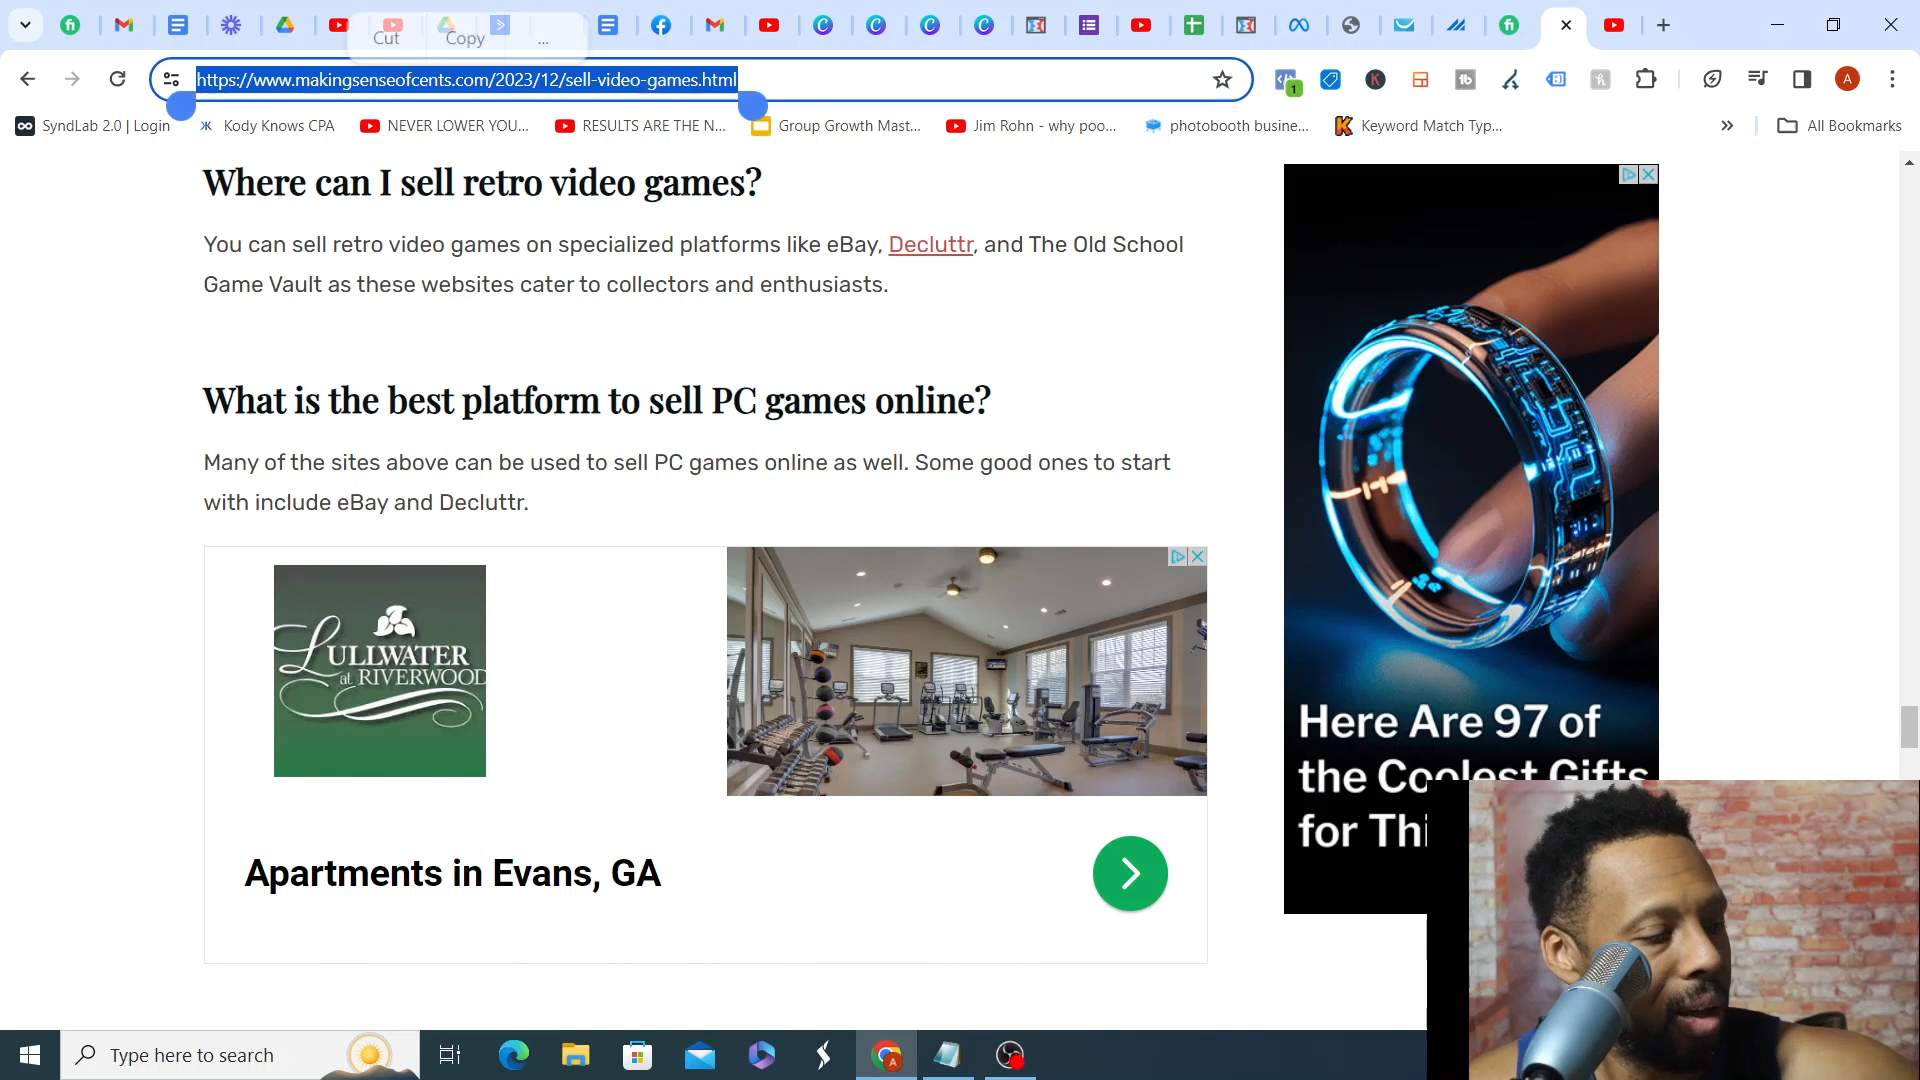 Cut
Copy
...
https://www.makingsenseofcents.com/2023/12/sell-video-games.html
1
K
A
SyndLab 2.0 | Login
Kody Knows CPA
NEVER LOWER YOU...
RESULTS ARE THE N...
Group Growth Mast...
Jim Rohn - why poo...
photobooth busine...
Keyword Match Typ...
All Bookmarks
Where can I sell retro video games?
You can sell retro video games on specialized platforms like eBay, Decluttr, and The Old School
Game Vault as these websites cater to collectors and enthusiasts.
What is the best platform to sell PC games online?
Many of the sites above can be used to sell PC games online as well. Some good ones to start
with include eBay and Decluttr.
LULLWATER
at RIVERWOOD
Apartments in Evans, GA
Here Are 97 of
the Coolest Gifts
for Thi
Type here to search